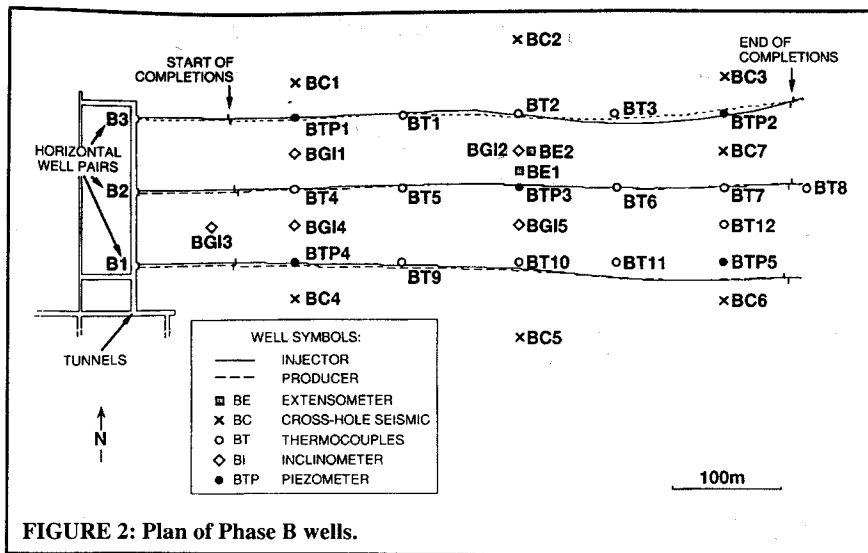 BC2
START OF
COMPLETIONS
END OF
COMPLETIONS
BC1
BC3
B3
BTP1
BT1
BT2
BT3
BTP2
HORIZONTAL
WELL PAIRS
BGI1
BGI2
BE2
BC7
BE1
B2
BT4
BT5
BTP3
BT6
BT7
BT8
BGI3
BGI4
BGI5
BT12
B1
BTP4
BT9
BT10
BT11
BTP5
BC4
BC6
BC5
TUNNELS
N
WELL SYMBOLS:
INJECTOR
PRODUCER
BE EXTENSOMETER
BC CROSS-HOLE SEISMIC
BT THERMOCOUPLES
BI INCLINOMETER
BTP PIEZOMETER
100m
FIGURE 2: Plan of Phase B wells.